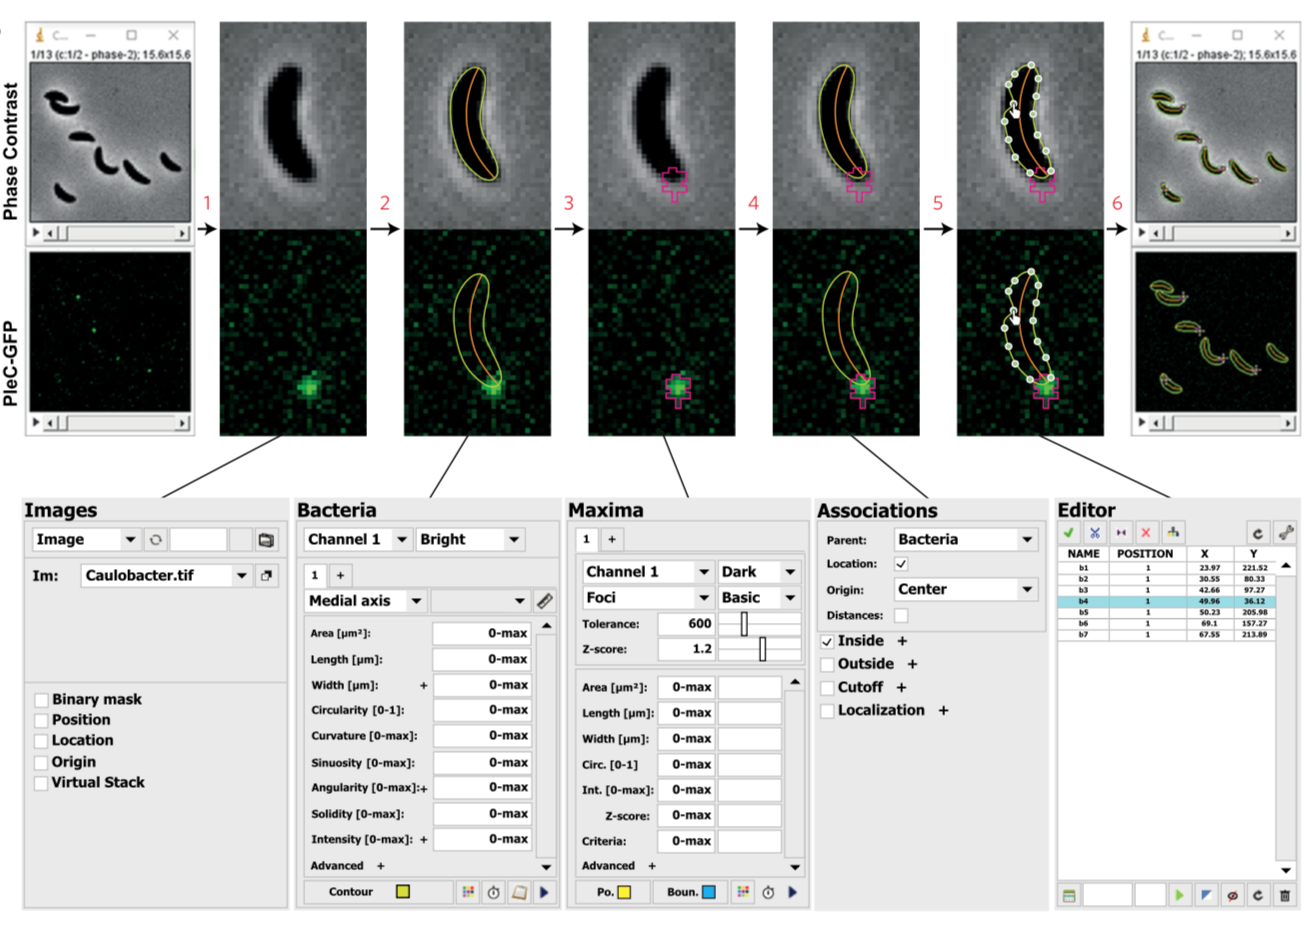 C...
1/13 (c:1/2 - phase-2); 15.6x15.6
C...
1/13 (c:1/2 - phase-2); 15.6x15.6
Phase Contrast
PleC-GFP
1
2
3
4
5
6
Images
Image
Im:
Caulobacter.tif
Binary mask
Position
Location
Origin
Virtual Stack
Bacteria
Channel 1
Bright
1
+
Medial axis
Area [µm²]: 0-max
Length [µm]: 0-max
Width [µm]: + 0-max
Circularity [0-1]: 0-max
Curvature [0-max]: 0-max
Sinuosity [0-max]: 0-max
Angularity [0-max]:+ 0-max
Solidity [0-max]: 0-max
Intensity [0-max]: + 0-max
Advanced +
Contour
Maxima
1
+
Channel 1
Dark
Foci
Basic
Tolerance: 600
Z-score: 1.2
Area [µm²]: 0-max
Length [µm]: 0-max
Width [µm]: 0-max
Circ. [0-1] 0-max
Int. [0-max]: 0-max
Z-score: 0-max
Criteria: 0-max
Advanced +
Po.
Boun.
Associations
Parent: Bacteria
Location:
Origin: Center
Distances:
Inside +
Outside +
Cutoff +
Localization +
Editor
NAME POSITION X Y
b1 1 23.97 221.52
b2 1 30.55 80.33
b3 1 42.66 97.27
b4 1 49.96 36.12
b5 1 50.23 205.98
b6 1 69.1 157.27
b7 1 67.55 213.89